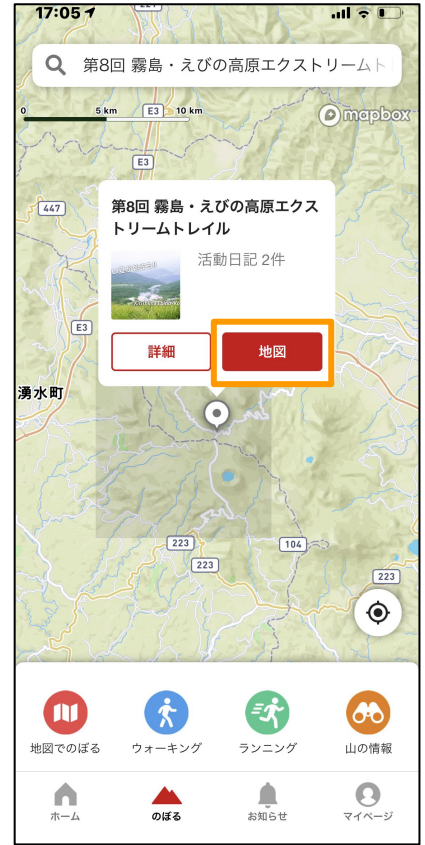 17:05
第8回 霧島・えびの高原エクストリームト
0 5 km 10 km
E3
mapbox
E3
447
第8回 霧島・えびの高原エクス
トリームトレイル
活動日記 2件
E3
詳細
地図
湧水町
223
104
223
223
地図でのぼる
ウォーキング
ランニング
山の情報
ホーム
のぼる
お知らせ
マイページ